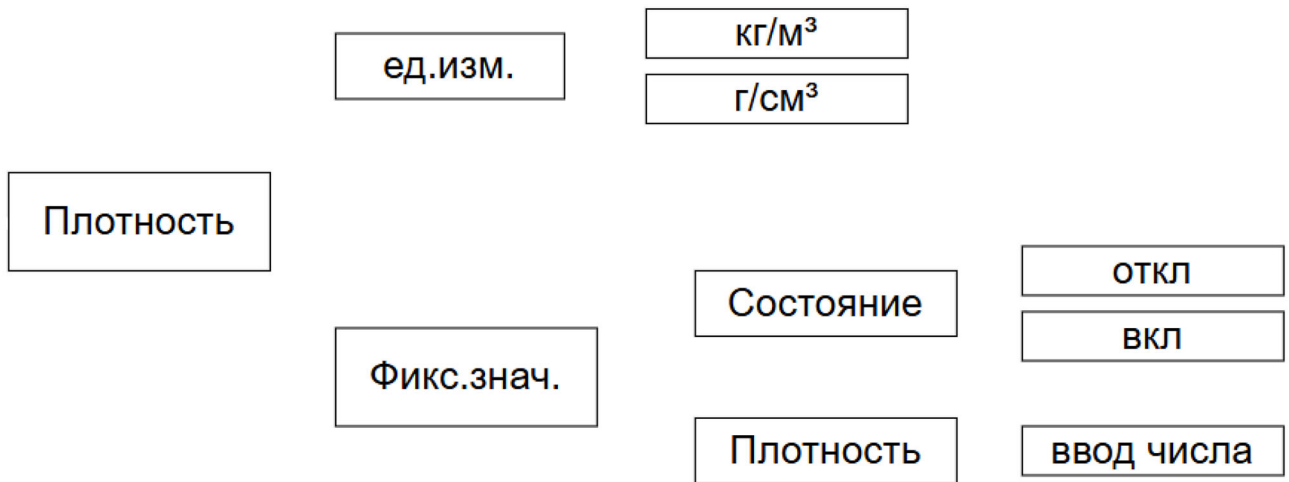 ед.изм.
кг/м³
г/см³
Плотность
Фикс.знач.
Состояние
откл
вкл
Плотность
ввод числа